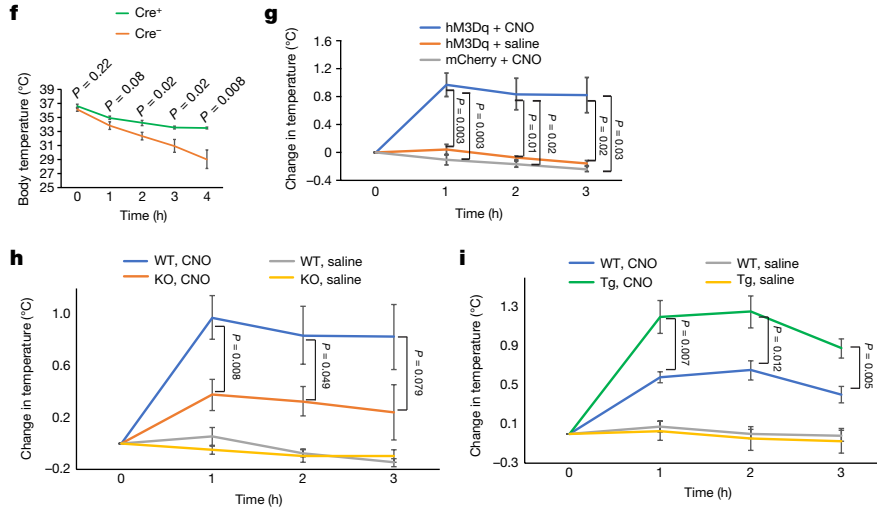 f
Cre⁺
Cre⁻
P = 0.22
P = 0.08
P = 0.02
P = 0.02
P = 0.008
Body temperature (°C)
39
37
35
33
31
29
27
25
0 1 2 3 4
Time (h)
g
hM3Dq + CNO
hM3Dq + saline
mCherry + CNO
Change in temperature (°C)
1.6
1.2
0.8
0.4
0
–0.4
P = 0.003
P = 0.003
P = 0.01
P = 0.02
P = 0.02
P = 0.03
0 1 2 3
Time (h)
h
WT, CNO WT, saline
KO, CNO KO, saline
Change in temperature (°C)
1.0
0.6
0.2
–0.2
P = 0.008
P = 0.049
P = 0.079
0 1 2 3
Time (h)
i
WT, CNO WT, saline
Tg, CNO Tg, saline
Change in temperature (°C)
1.3
0.9
0.5
0.1
–0.3
P = 0.007
P = 0.012
P = 0.005
0 1 2 3
Time (h)